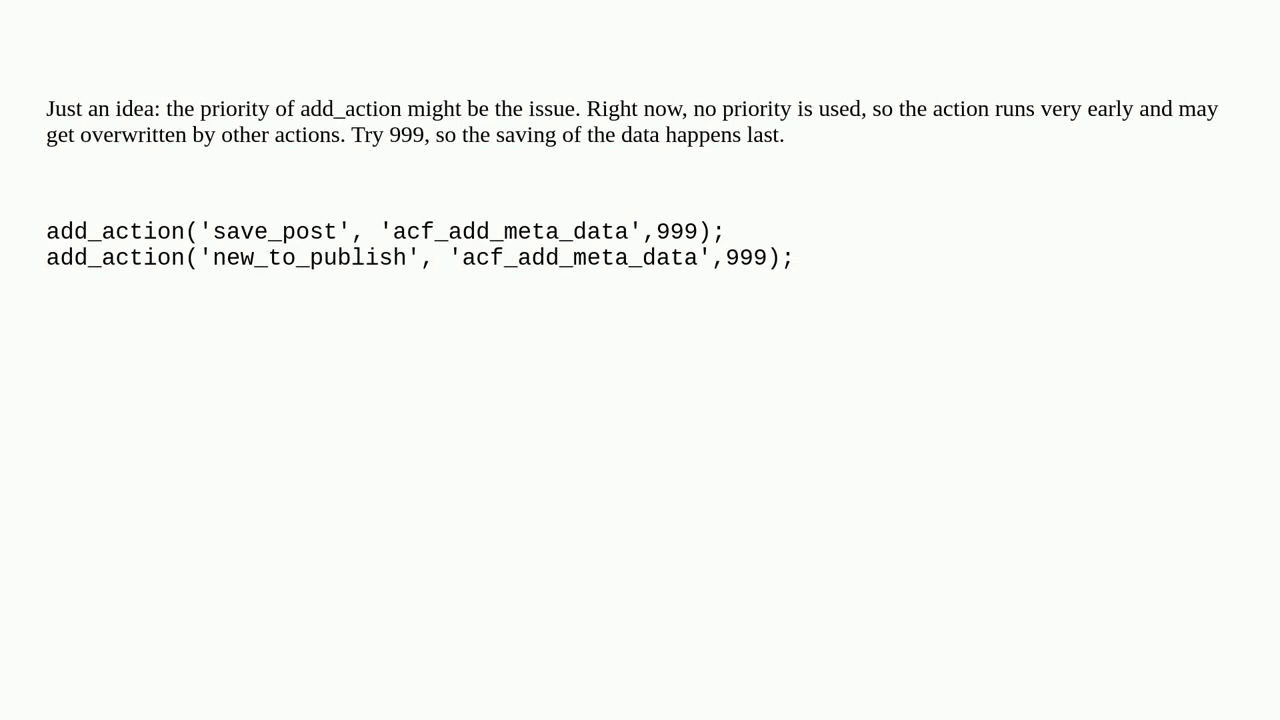 Just an idea: the priority of add_action might be the issue. Right now, no priority is used, so the action runs very early and may
get overwritten by other actions. Try 999, so the saving of the data happens last.
add_action('save_post', 'acf_add_meta_data',999);
add_action('new_to_publish', 'acf_add_meta_data',999);